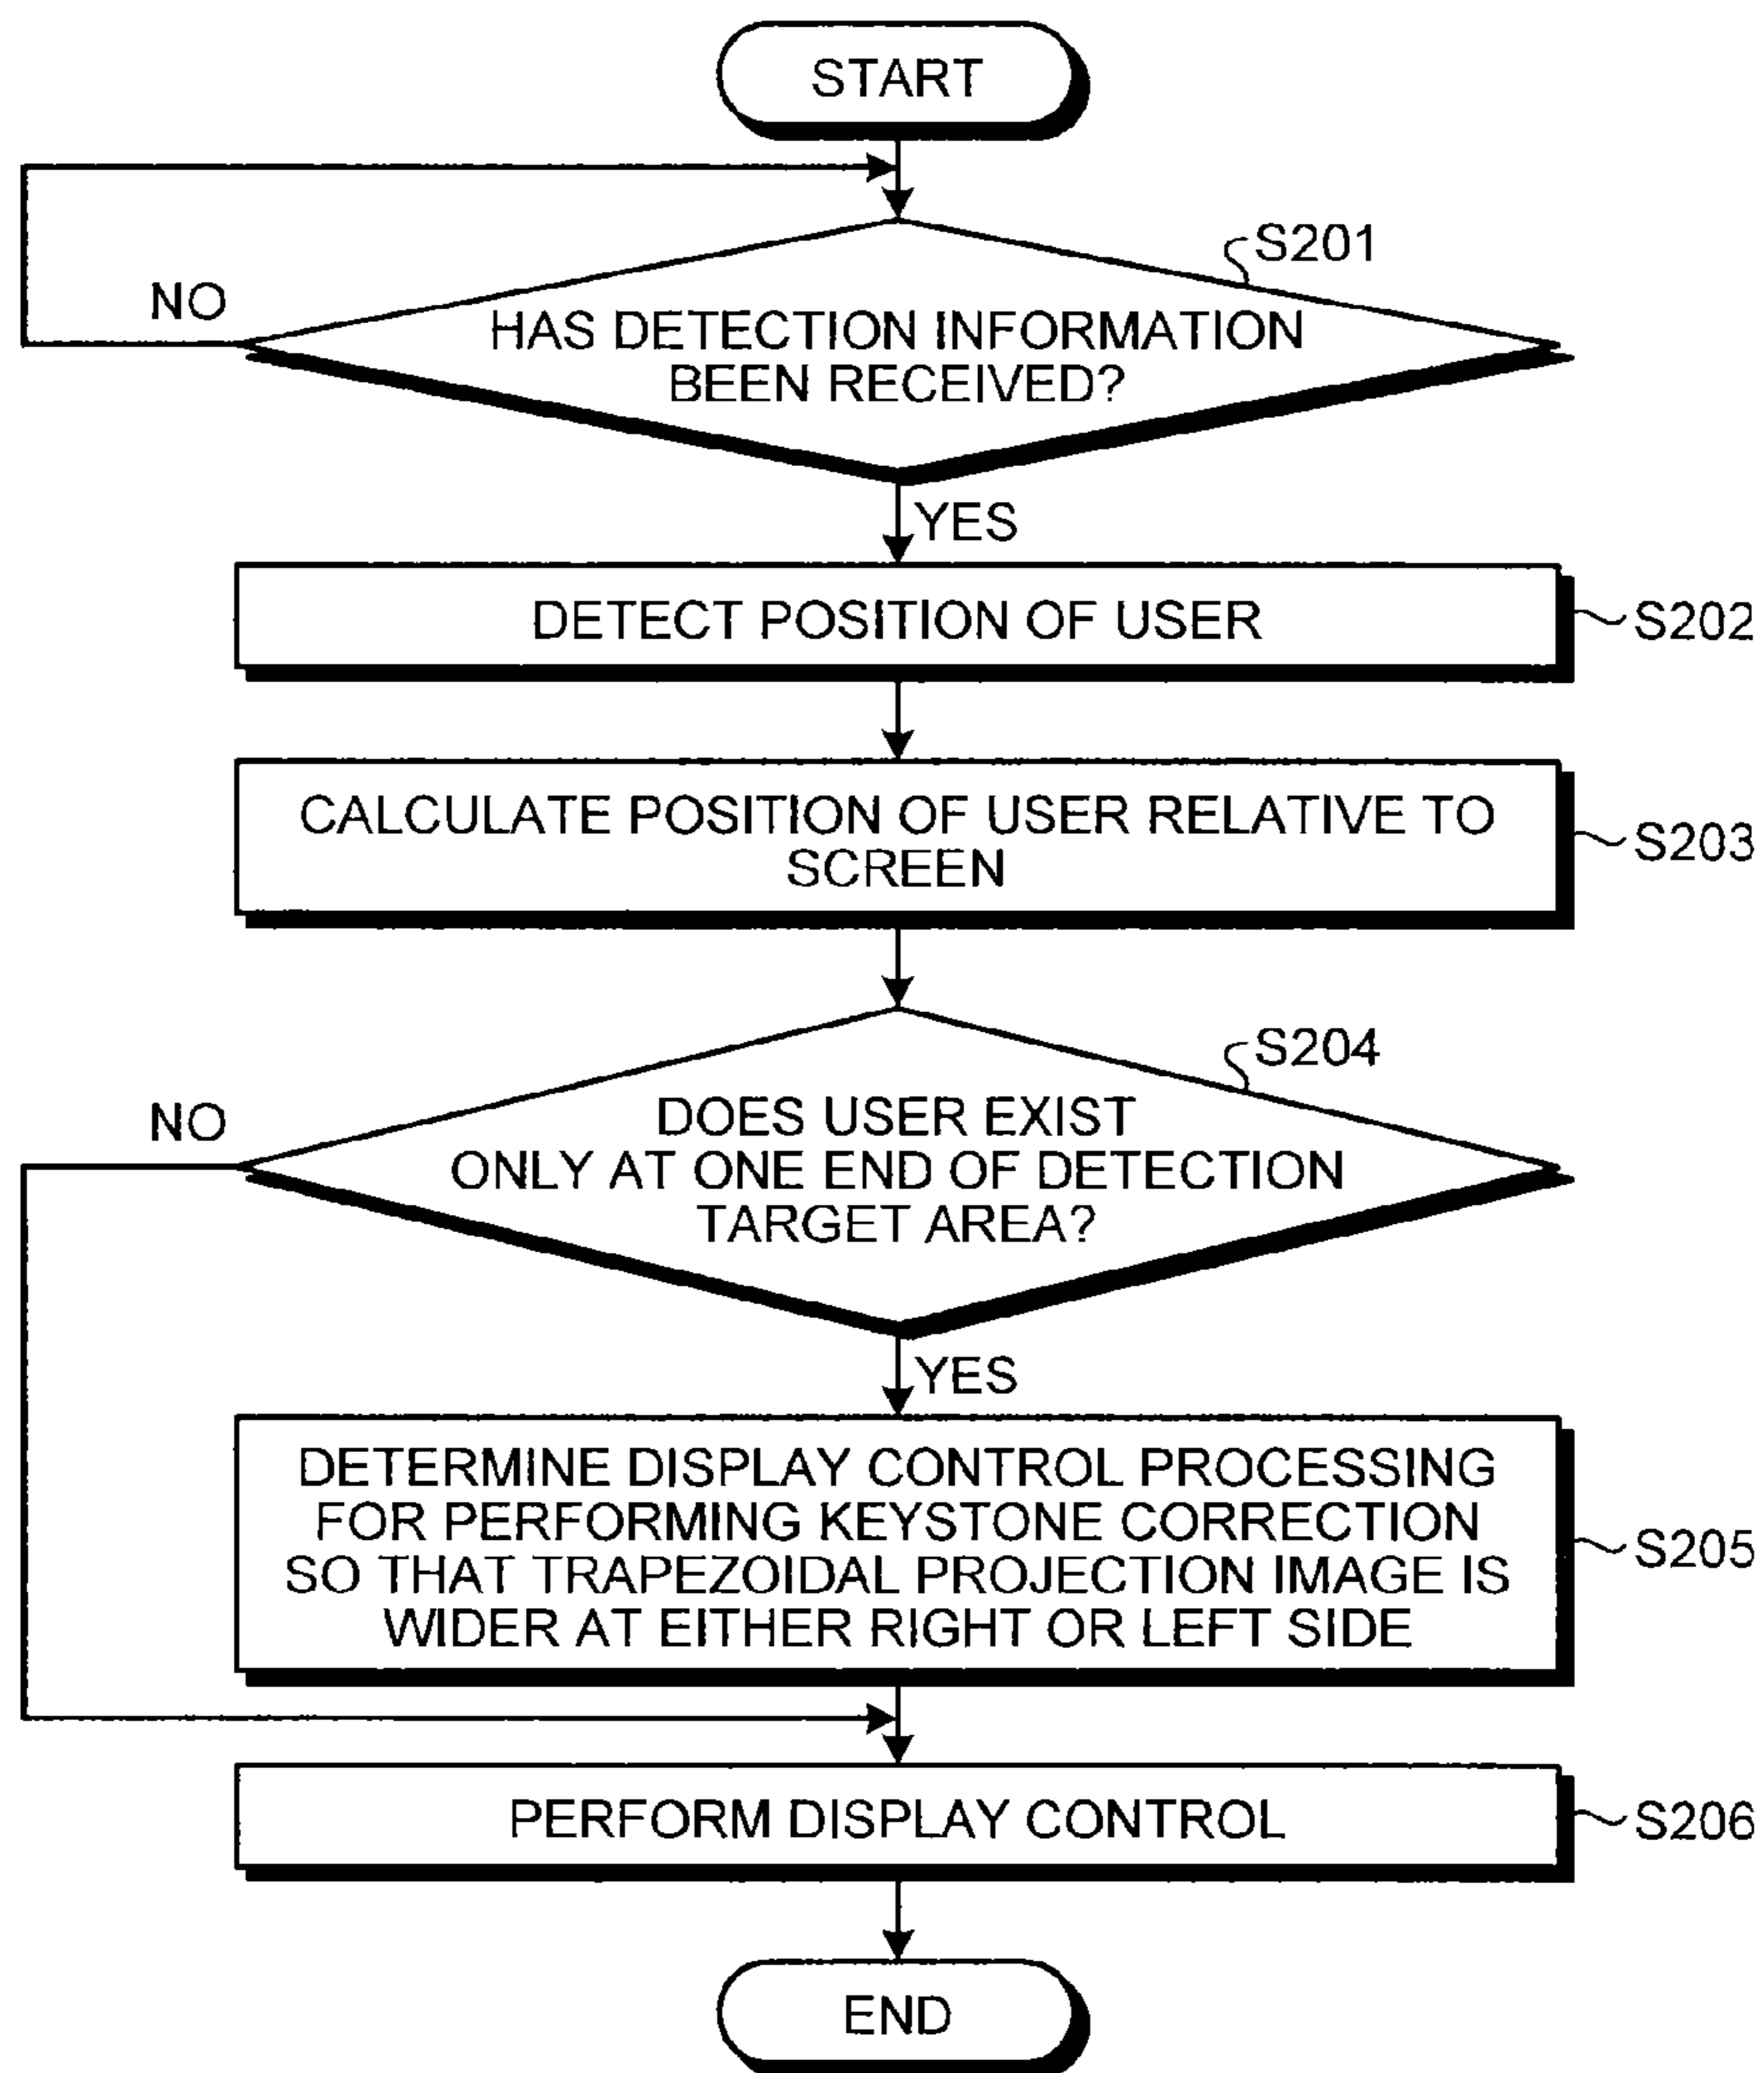 START
S201
NO
HAS DETECTION INFORMATION
BEEN RECEIVED?
YES
DETECT POSITION OF USER
S202
CALCULATE POSITION OF USER RELATIVE TO
SCREEN
S203
S204
NO
DOES USER EXIST
ONLY AT ONE END OF DETECTION
TARGET AREA?
YES
DETERMINE DISPLAY CONTROL PROCESSING
FOR PERFORMING KEYSTONE CORRECTION
SO THAT TRAPEZOIDAL PROJECTION IMAGE IS
WIDER AT EITHER RIGHT OR LEFT SIDE
S205
PERFORM DISPLAY CONTROL
S206
END